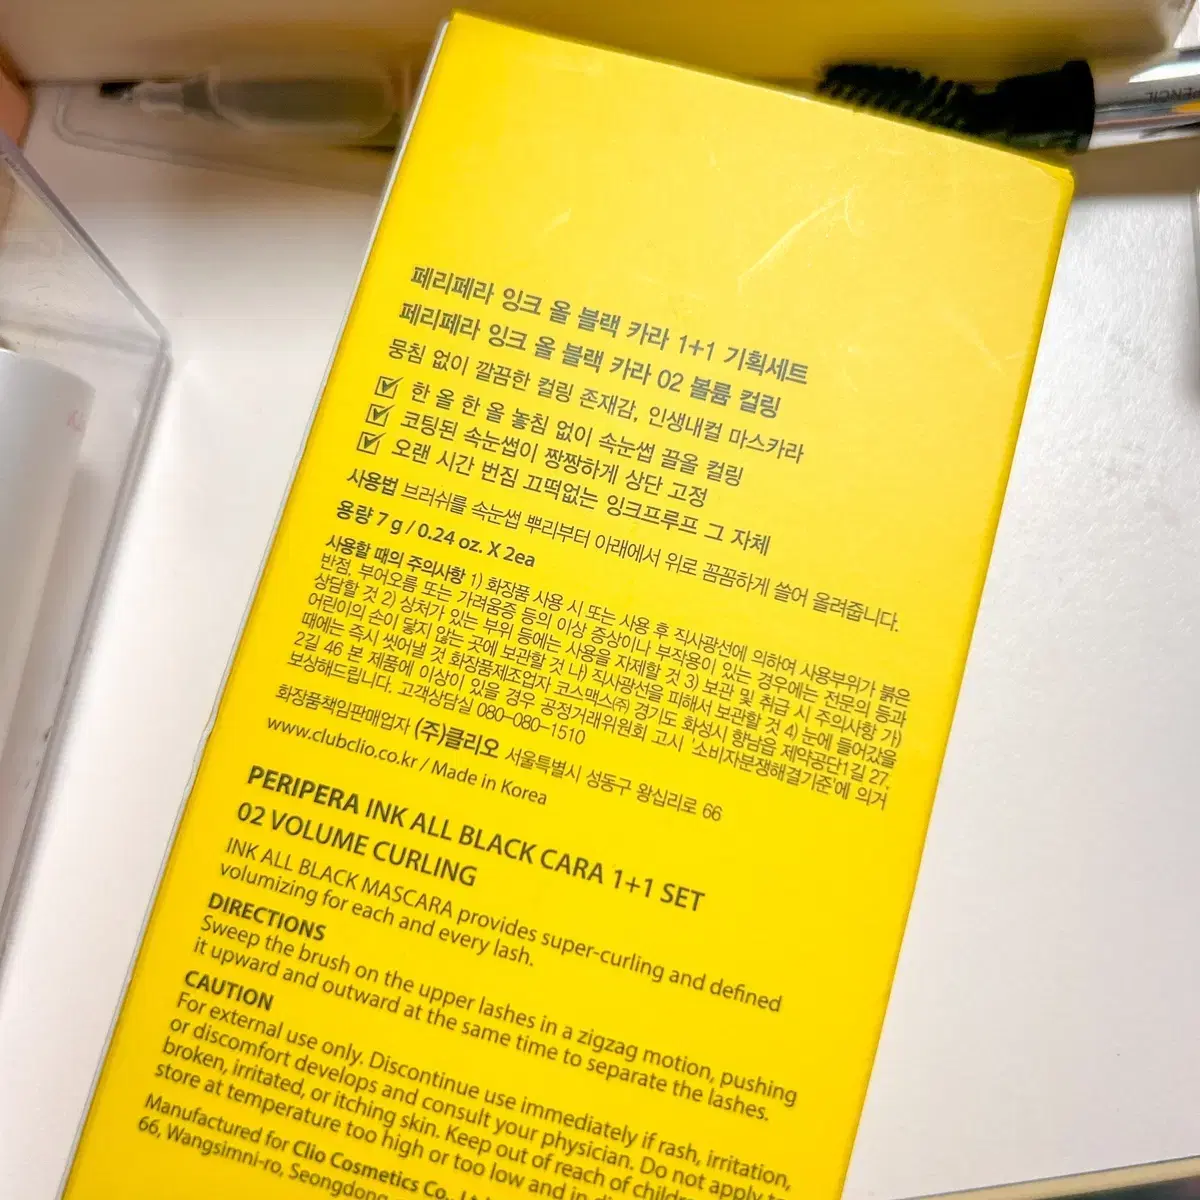 페리페라 잉크 올 블랙 카라 1+1 기획세트
페리페라 잉크 올 블랙 카라 02 볼륨 컬링
뭉침 없이 깔끔한 컬링 존재감, 인생내컬 마스카라
한 올 한 올 놓침 없이 속눈썹 끌올 컬링
코팅된 속눈썹이 짱짱하게 상단 고정
오랜 시간 번짐 끄떡없는 잉크프루프 그 자체
사용법 브러쉬를 속눈썹 뿌리부터 아래에서 위로 꼼꼼하게 쓸어 올려줍니다.
용량 7 g / 0.24 oz. X 2ea
사용할 때의 주의사항 1) 화장품 사용 시 또는 사용 후 직사광선에 의하여 사용부위가 붉은
반점, 부어오름 또는 가려움증 등의 이상 증상이나 부작용이 있는 경우에는 전문의 등과
상담할 것 2) 상처가 있는 부위 등에는 사용을 자제할 것 3) 보관 및 취급 시 주의사항 가)
어린이의 손이 닿지 않는 곳에 보관할 것 나) 직사광선을 피해서 보관할 것 4) 눈에 들어갔을
때에는 즉시 씻어낼 것 화장품제조업자 코스맥스㈜ 경기도 화성시 향남읍 제약공단1길 27,
2길 46 본 제품에 이상이 있을 경우 공정거래위원회 고시 '소비자분쟁해결기준'에 의거
보상해드립니다. 고객상담실 080-080-1510
화장품책임판매업자 (주)클리오 서울특별시 성동구 왕십리로 66
www.clubclio.co.kr / Made in Korea
PERIPERA INK ALL BLACK CARA 1+1 SET
02 VOLUME CURLING
INK ALL BLACK MASCARA provides super-curling and defined
volumizing for each and every lash.
DIRECTIONS
Sweep the brush on the upper lashes in a zigzag motion, pushing
it upward and outward at the same time to separate the lashes.
CAUTION
For external use only. Discontinue use immediately if rash, irritation,
or discomfort develops and consult your physician. Do not apply to
broken, irritated, or itching skin. Keep out of reach of
store at temperature too high or too low and in
Manufactured for Clio Cosmetics Co.,
66, Wangsimni-ro, Seongdong
PENCIL